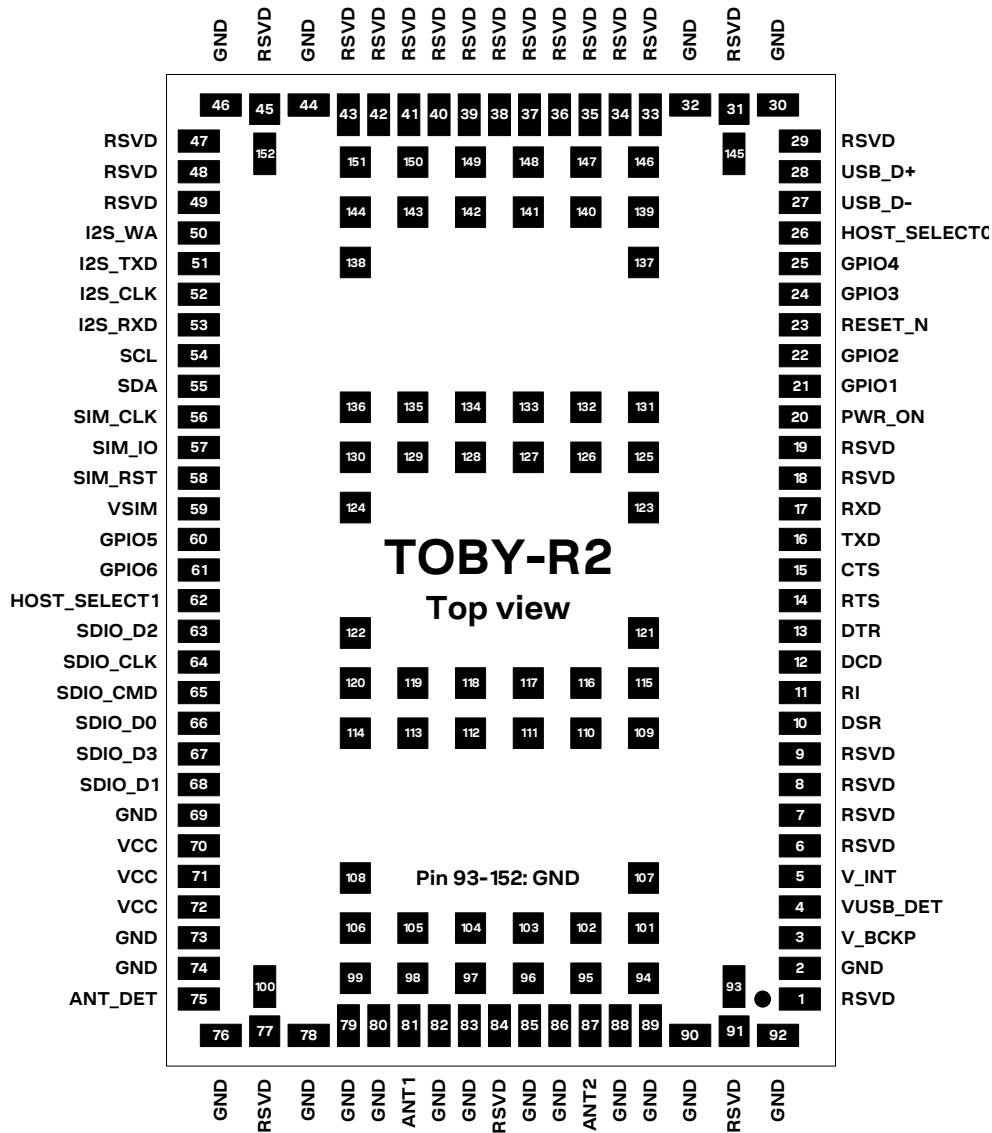 GND RSVD GND RSVD RSVD RSVD RSVD RSVD RSVD RSVD RSVD RSVD RSVD RSVD GND RSVD GND
46 45 44 43 42 41 40 39 38 37 36 35 34 33 32 31 30
RSVD 47 152 151 150 149 148 147 146 145 29 RSVD
RSVD 48 28 USB_D+
RSVD 49 144 143 142 141 140 139 27 USB_D-
I2S_WA 50 26 HOST_SELECT0
I2S_TXD 51 138 137 25 GPIO4
I2S_CLK 52 24 GPIO3
I2S_RXD 53 23 RESET_N
SCL 54 22 GPIO2
SDA 55 21 GPIO1
SIM_CLK 56 136 135 134 133 132 131 20 PWR_ON
SIM_IO 57 130 129 128 127 126 125 19 RSVD
SIM_RST 58 18 RSVD
VSIM 59 124 123 17 RXD
GPIO5 60 16 TXD
TOBY-R2
GPIO6 61 15 CTS
HOST_SELECT1 62 14 RTS
Top view
SDIO_D2 63 122 121 13 DTR
SDIO_CLK 64 12 DCD
SDIO_CMD 65 120 119 118 117 116 115 11 RI
SDIO_D0 66 114 113 112 111 110 109 10 DSR
SDIO_D3 67 9 RSVD
SDIO_D1 68 8 RSVD
GND 69 7 RSVD
VCC 70 6 RSVD
VCC 71 108 Pin 93-152: GND 107 5 V_INT
VCC 72 106 105 104 103 102 101 4 VUSB_DET
GND 73 3 V_BCKP
GND 74 99 98 97 96 95 94 2 GND
ANT_DET 75 100 93 1 RSVD
76 77 78 79 80 81 82 83 84 85 86 87 88 89 90 91 92
GND RSVD GND GND GND ANT1 GND GND RSVD GND GND ANT2 GND GND GND RSVD GND